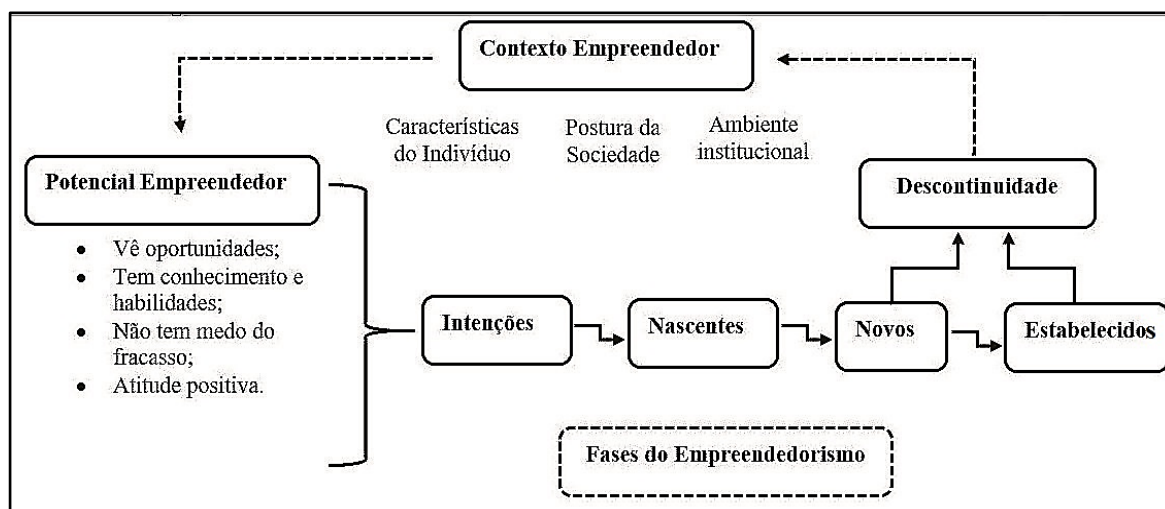 Contexto Empreendedor
Características
do Indivíduo
Postura da
Sociedade
Ambiente
institucional
Potencial Empreendedor
• Vê oportunidades;
• Tem conhecimento e
habilidades;
• Não tem medo do
fracasso;
• Atitude positiva.
Descontinuidade
Intenções
Nascentes
Novos
Estabelecidos
Fases do Empreendedorismo